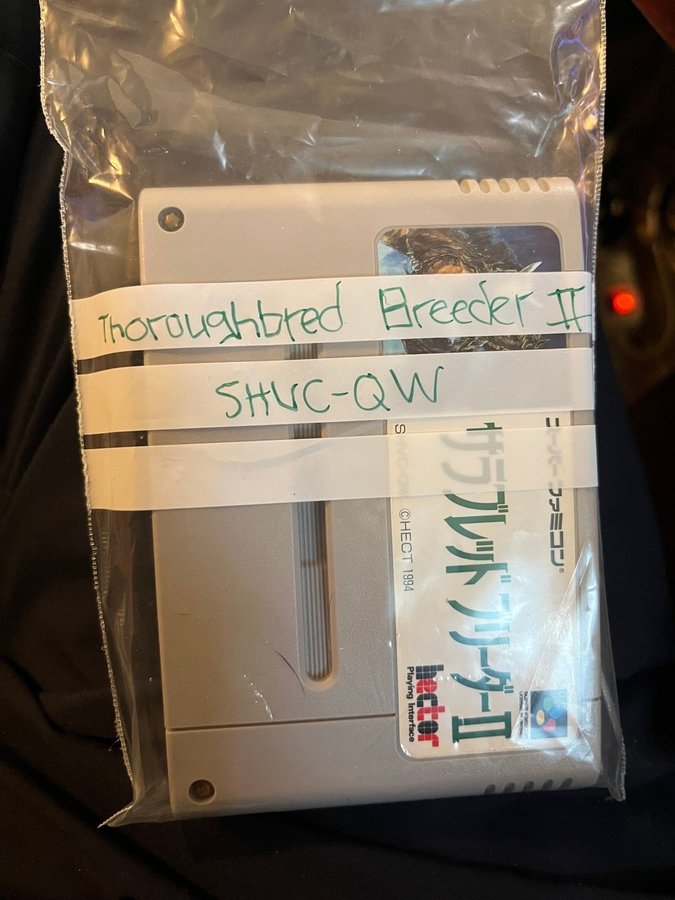 Thoroughbred Breeder II
SHVC-QW
スーパーファミコン®
サラブレッドブリーダーII
©HECT 1994
hector
Playing Interface